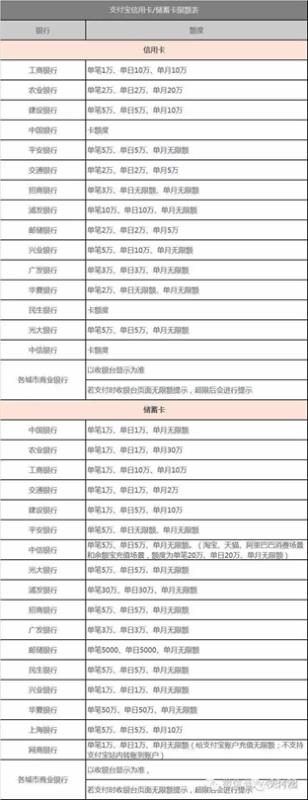 支付宝信用卡/储蓄卡限额表
银行 额度
信用卡
工商银行 单笔1万、单日10万、单月10万
农业银行 单笔2万、单日2万、单月20万
建设银行 单笔5万、单日5万、单月10万
中国银行 卡额度
平安银行 单笔5万、单日5万、单月无限额
交通银行 单笔2万、单日2万、单月5万
招商银行 单笔3万、单日无限额、单月无限额
浦发银行 单笔10万、单日10万、单月无限额
邮储银行 单笔2万、单日2万、单月5万
兴业银行 单笔5万、单日10万、单月无限额
广发银行 单笔3万、单日3万、单月无限额
华夏银行 单笔2万、单日无限额、单月无限额
民生银行 卡额度
光大银行 单笔5万、单日5万、单月无限额
中信银行 卡额度
各城市商业银行 以收银台显示为准
若支付时收银台页面无限额提示，超限后会进行提示
储蓄卡
中国银行 单笔1万、单日1万、单月无限额
农业银行 单笔1万、单日1万、单月30万
工商银行 单笔1万、单日10万、单月10万
交通银行 单笔1万、单日1万、单月2万
建设银行 单笔1万、单日5万、单月10万
平安银行 单笔5万、单日无限额、单月无限额
中信银行 单笔5万、单日5万、单月无限额。（淘宝、天猫、阿里巴巴消费场景
和余额宝充值场景，额度为单笔20万、单日20万、单月无限额）
光大银行 单笔5万、单日5万、单月无限额
浦发银行 单笔30万、单日30万、单月无限额
招商银行 单笔5万、单日5万、单月无限额
广发银行 单笔3万、单日3万、单月无限额
邮储银行 单笔5000、单日5000、单月无限额
民生银行 单笔5万、单日5万、单月无限额
兴业银行 单笔1万、单日1万、单月无限额
华夏银行 单笔50万、单日50万、单月无限额
上海银行 单笔5万、单日5万、单月10万
网商银行 单笔1万、单日1万、单月无限额（给支付宝账户充值无限额；不支持
支付宝站内转账到账户）
各城市商业银行 以收银台显示为准，
若支付时收银台页面无限额提示，超限后会进行提示